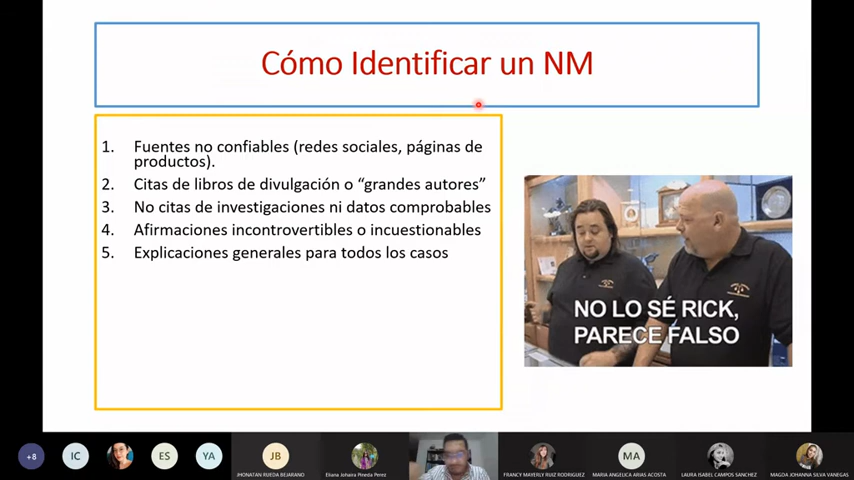 Cómo Identificar un NM
1. Fuentes no confiables (redes sociales, páginas de
productos).
2. Citas de libros de divulgación o “grandes autores”
3. No citas de investigaciones ni datos comprobables
4. Afirmaciones incontrovertibles o incuestionables
5. Explicaciones generales para todos los casos
NO LO SÉ RICK,
PARECE FALSO
+8
IC
ES
YA
JB
MA
JHONATAN RUEDA BEJARANO
Eliana Johaira Pineda Perez
FRANCY MAYERLY RUIZ RODRIGUEZ
MARIA ANGELICA ARIAS ACOSTA
LAURA ISABEL CAMPOS SANCHEZ
MAGDA JOHANNA SILVA VANEGAS